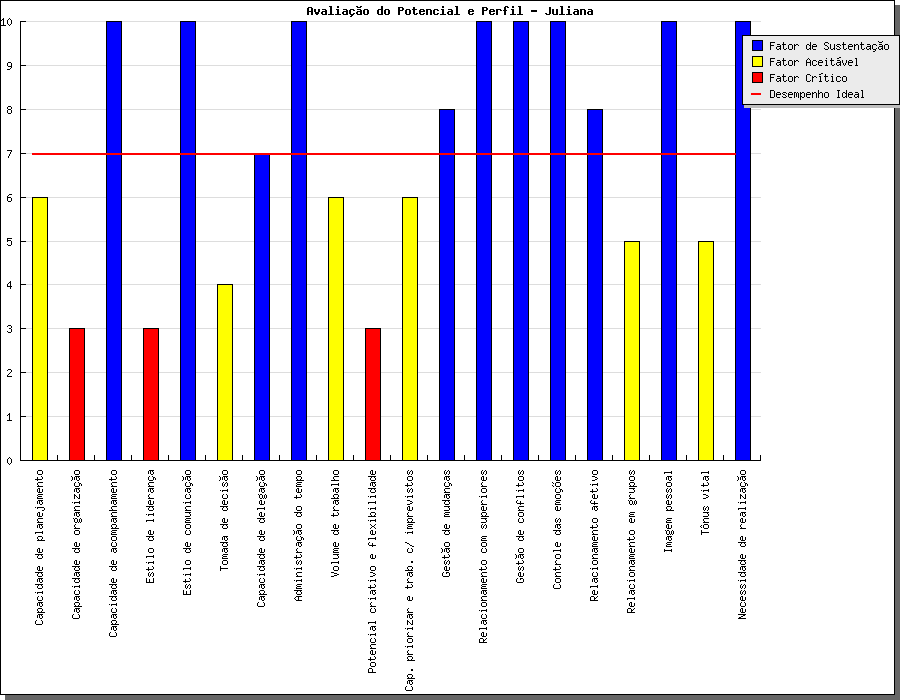 Avaliação do Potencial e Perfil - Juliana
Fator de Sustentação
Fator Aceitável
Fator Crítico
Desempenho Ideal
10
9
8
7
6
5
4
3
2
1
0
Capacidade de planejamento
Capacidade de organização
Capacidade de acompanhamento
Estilo de liderança
Estilo de comunicação
Tomada de decisão
Capacidade de delegação
Administração do tempo
Volume de trabalho
Potencial criativo e flexibilidade
Cap. priorizar e trab. c/ imprevistos
Gestão de mudanças
Relacionamento com superiores
Gestão de conflitos
Controle das emoções
Relacionamento afetivo
Relacionamento em grupos
Imagem pessoal
Tônus vital
Necessidade de realização